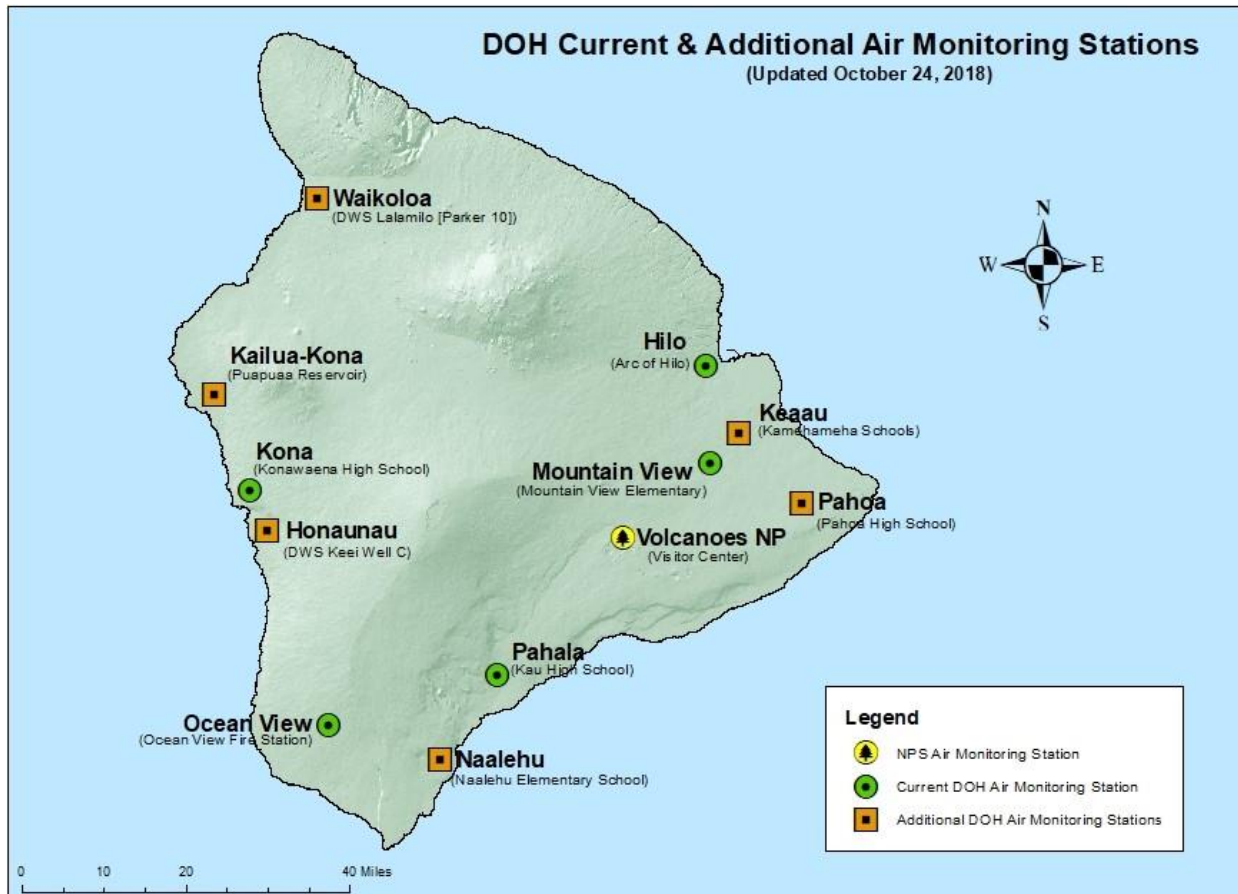 DOH Current & Additional Air Monitoring Stations
(Updated October 24, 2018)
Waikoloa
(DWS Lalamilo [Parker 10])
N
W
E
S
Hilo
(Arc of Hilo)
Kailua-Kona
(Puapuaa Reservoir)
Keaau
(Kamehameha Schools)
Kona
(Konawaena High School)
Mountain View
(Mountain View Elementary)
Pahoa
(Pahoa High School)
Honaunau
(DWS Keei Well C)
Volcanoes NP
(Visitor Center)
Pahala
(Kau High School)
Ocean View
(Ocean View Fire Station)
Naalehu
(Naalehu Elementary School)
Legend
NPS Air Monitoring Station
Current DOH Air Monitoring Station
Additional DOH Air Monitoring Stations
0 10 20 40 Miles